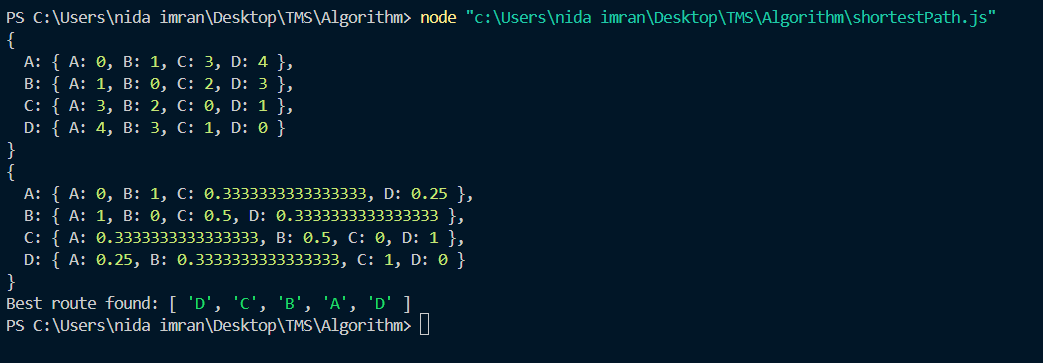 PS C:\Users\nida imran\Desktop\TMS\Algorithm> node "c:\Users\nida imran\Desktop\TMS\Algorithm\shortestPath.js"
{
  A: { A: 0, B: 1, C: 3, D: 4 },
  B: { A: 1, B: 0, C: 2, D: 3 },
  C: { A: 3, B: 2, C: 0, D: 1 },
  D: { A: 4, B: 3, C: 1, D: 0 }
}
{
  A: { A: 0, B: 1, C: 0.3333333333333333, D: 0.25 },
  B: { A: 1, B: 0, C: 0.5, D: 0.3333333333333333 },
  C: { A: 0.3333333333333333, B: 0.5, C: 0, D: 1 },
  D: { A: 0.25, B: 0.3333333333333333, C: 1, D: 0 }
}
Best route found: [ 'D', 'C', 'B', 'A', 'D' ]
PS C:\Users\nida imran\Desktop\TMS\Algorithm>